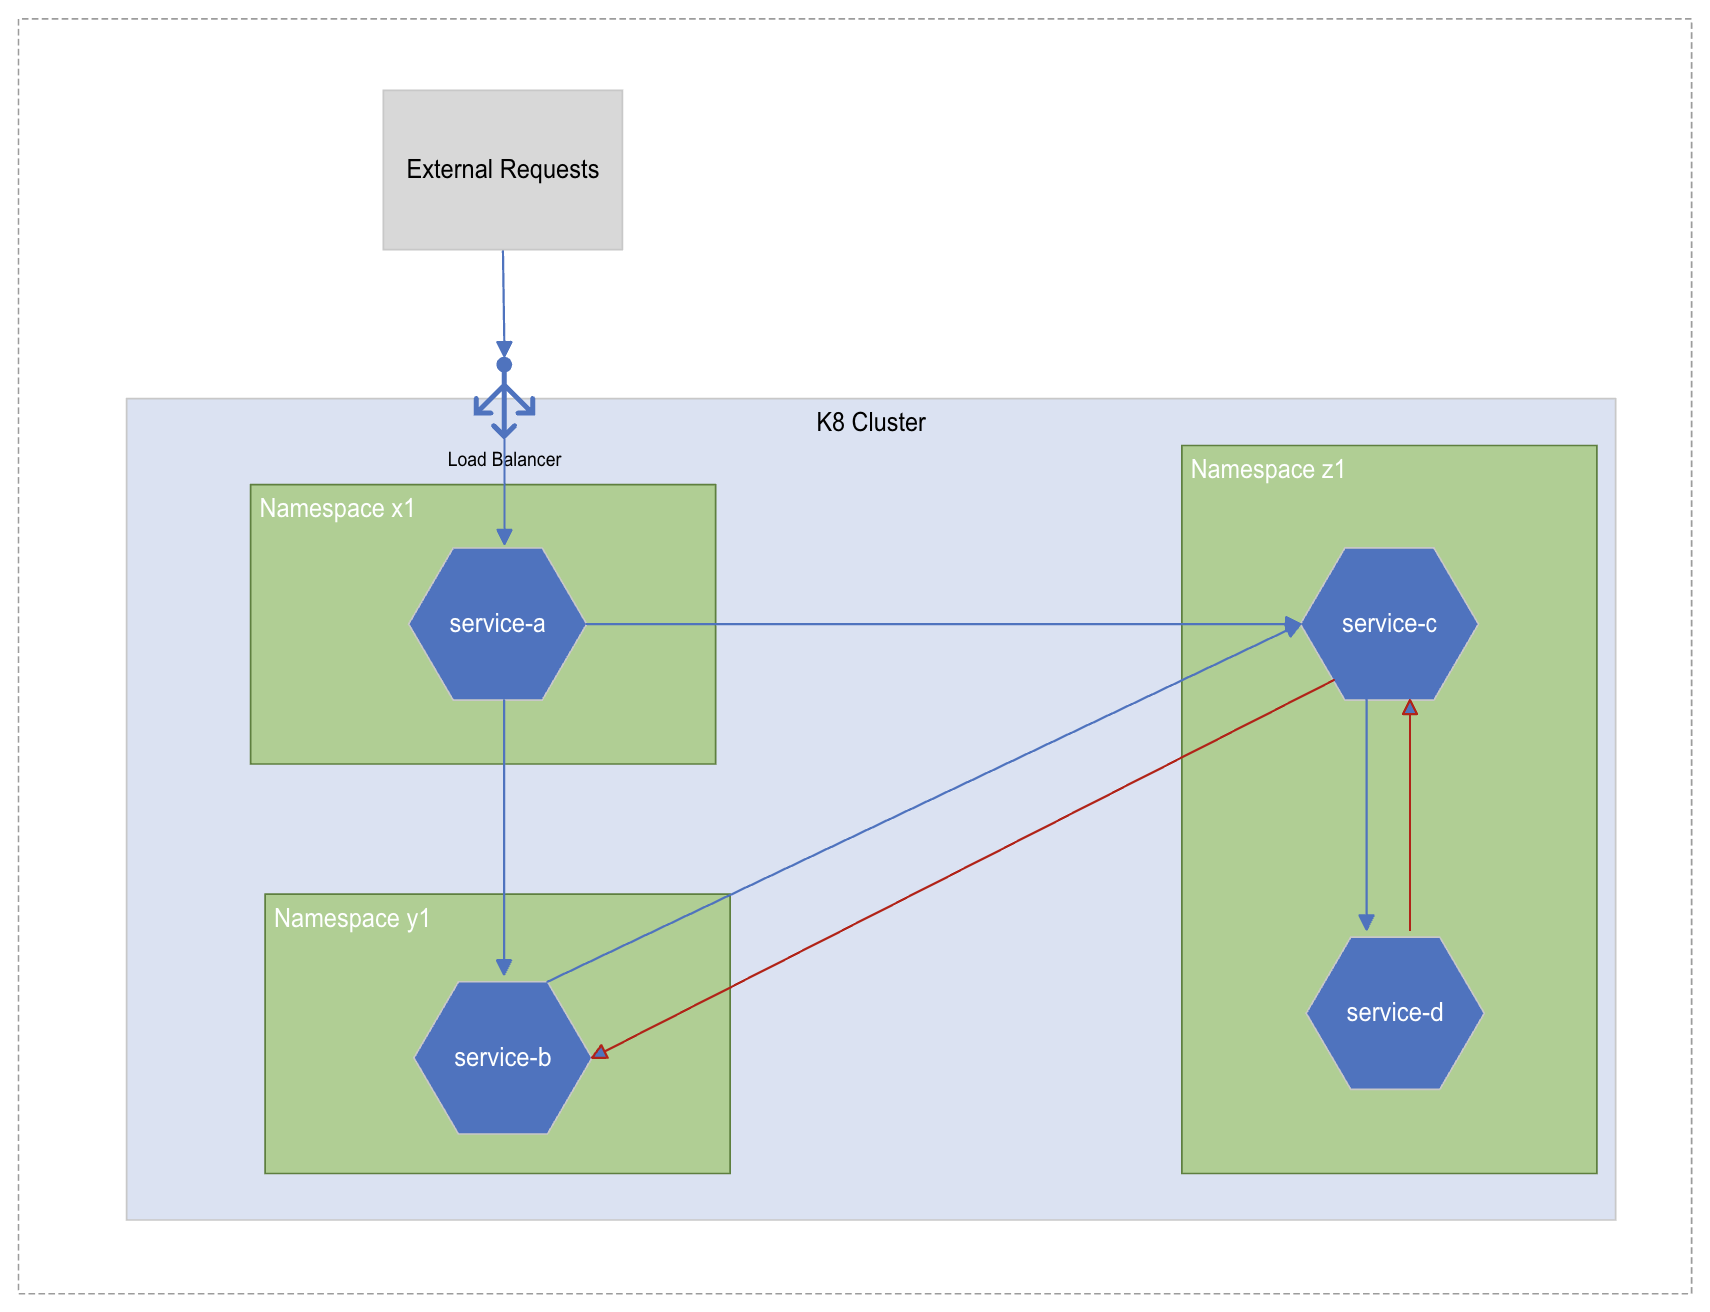 External Requests
K8 Cluster
Load Balancer
Namespace z1
Namespace x1
service-a
service-c
Namespace y1
service-d
service-b